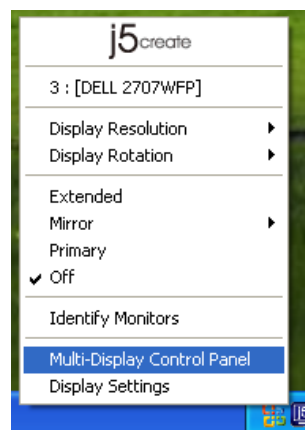 j5create
3 : [DELL 2707WFP]
Display Resolution
Display Rotation
Extended
Mirror
Primary
Off
Identify Monitors
Multi-Display Control Panel
Display Settings